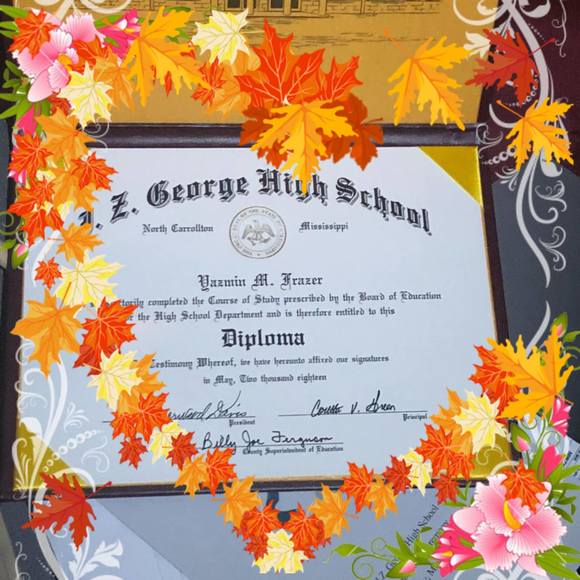 Z. George High School
North Carrollton Mississippi
Yazmin M. Frazer
completed the Course of Study prescribed by the Board of Education
the High School Department and is therefore entitled to this
Diploma
Testimony Whereof, we have hereunto affixed our signatures
in May, Two thousand eighteen
President Principal
Billy Joe Ferguson
County Superintendent of Education
High School